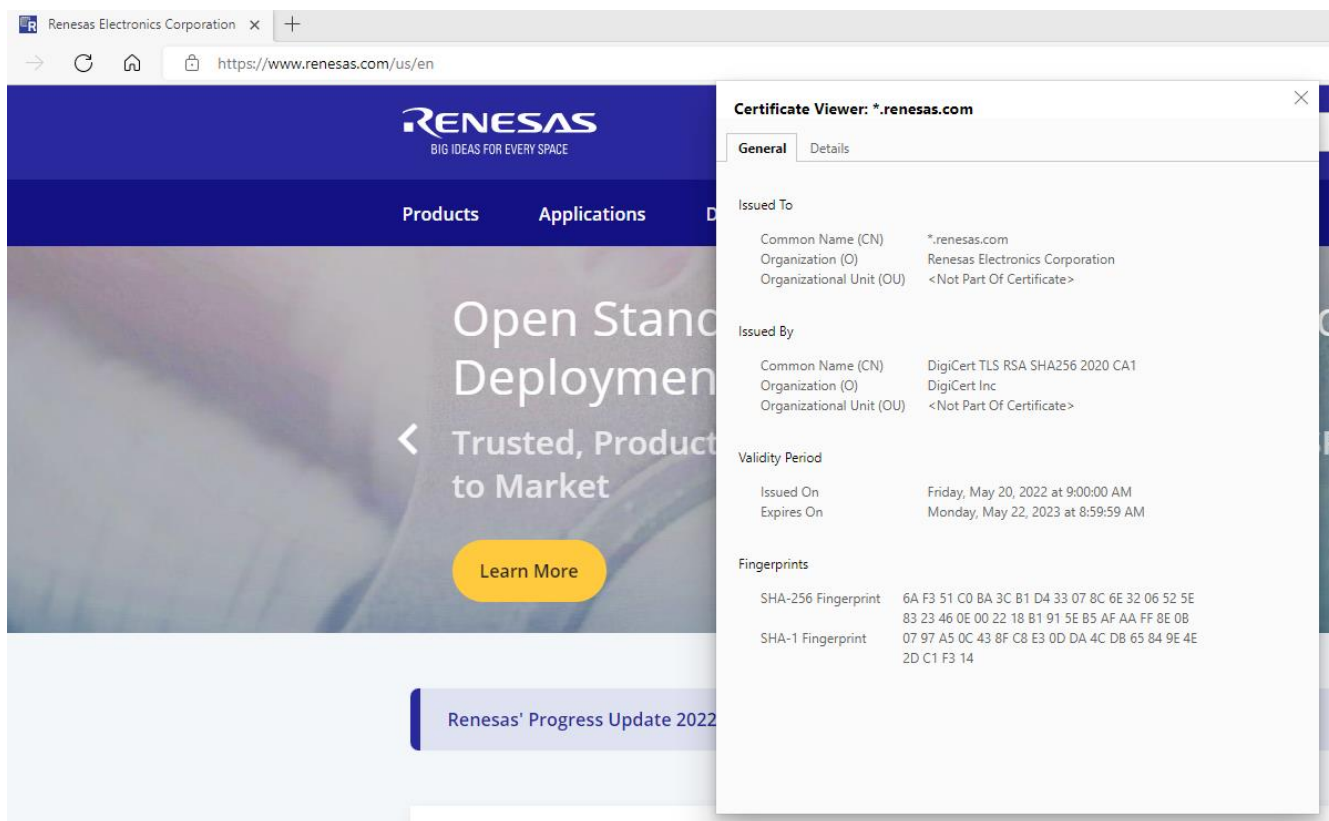 Renesas Electronics Corporation
https://www.renesas.com/us/en
RENESAS
BIG IDEAS FOR EVERY SPACE
Products Applications D
Open Stand
Deploymen
Trusted, Product
to Market
Learn More
Renesas' Progress Update 2022
Certificate Viewer: *.renesas.com
General Details
Issued To
Common Name (CN) *.renesas.com
Organization (O) Renesas Electronics Corporation
Organizational Unit (OU) <Not Part Of Certificate>
Issued By
Common Name (CN) DigiCert TLS RSA SHA256 2020 CA1
Organization (O) DigiCert Inc
Organizational Unit (OU) <Not Part Of Certificate>
Validity Period
Issued On Friday, May 20, 2022 at 9:00:00 AM
Expires On Monday, May 22, 2023 at 8:59:59 AM
Fingerprints
SHA-256 Fingerprint 6A F3 51 C0 BA 3C B1 D4 33 07 8C 6E 32 06 52 5E
83 23 46 0E 00 22 18 B1 91 5E B5 AF AA FF 8E 0B
SHA-1 Fingerprint 07 97 A5 0C 43 8F C8 E3 0D DA 4C DB 65 84 9E 4E
2D C1 F3 14